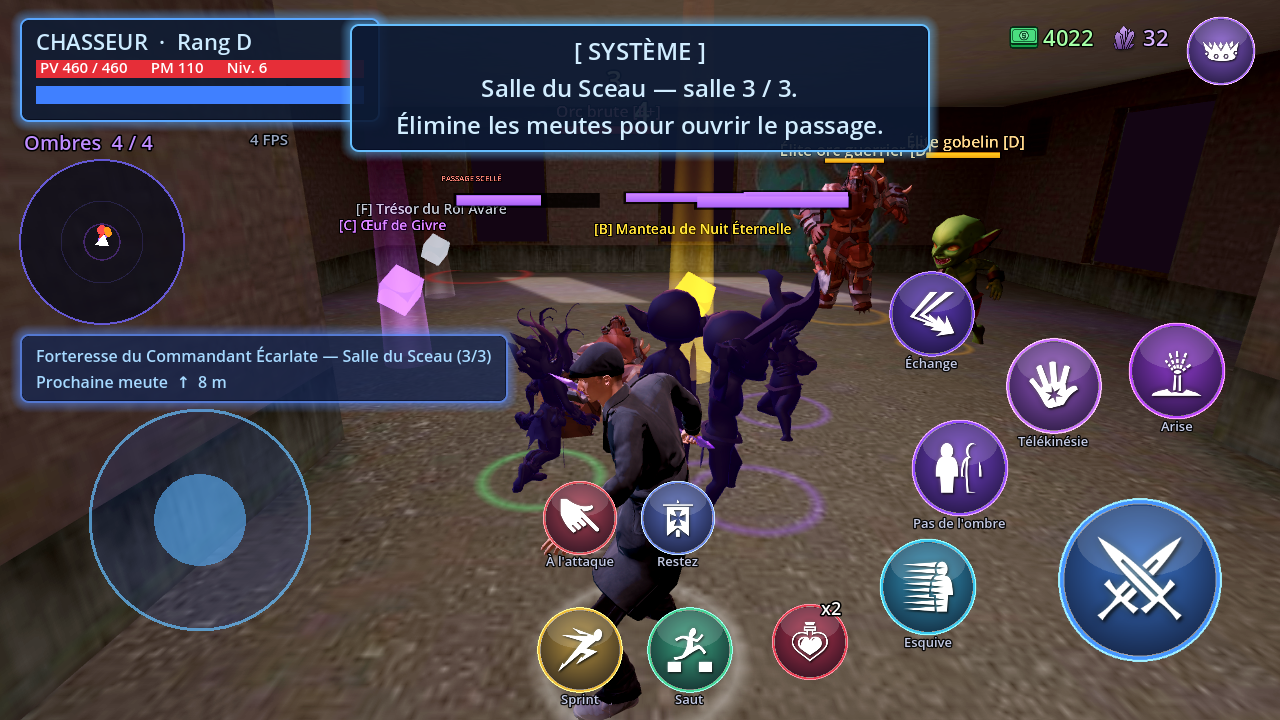 CHASSEUR · Rang D
PV 460 / 460 PM 110 Niv. 6
[ SYSTÈME ]
Salle du Sceau — salle 3 / 3.
Élimine les meutes pour ouvrir le passage.
4022
32
Ombres 4 / 4
4 FPS
Élite orc guerrier [D]
Élite gobelin [D]
PASSAGE SCELLÉ
[F] Trésor du Roi Avare
[C] Œuf de Givre
[B] Manteau de Nuit Éternelle
Forteresse du Commandant Écarlate — Salle du Sceau (3/3)
Prochaine meute ↑ 8 m
Échange
Télékinésie
Arise
Pas de l'ombre
À l'attaque
Restez
Esquive
x2
Sprint
Saut